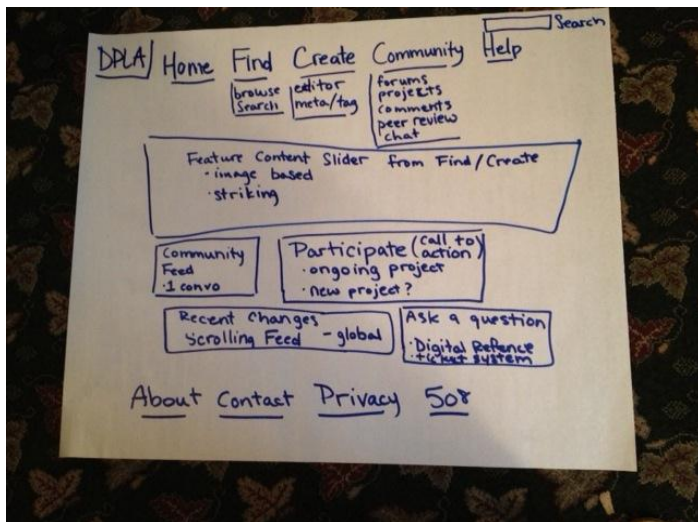 Search
DPLA Home Find Create Community Help
browse
search
editor
meta/tag
forums
projects
comments
peer review
chat
Feature Content Slider from Find/Create
· image based
· striking
Community
Feed
· 1 convo
Participate (call to action)
· ongoing project
· new project?
Recent Changes
Scrolling Feed - global
Ask a question
· Digital Refence
· ticket system
About Contact Privacy 508